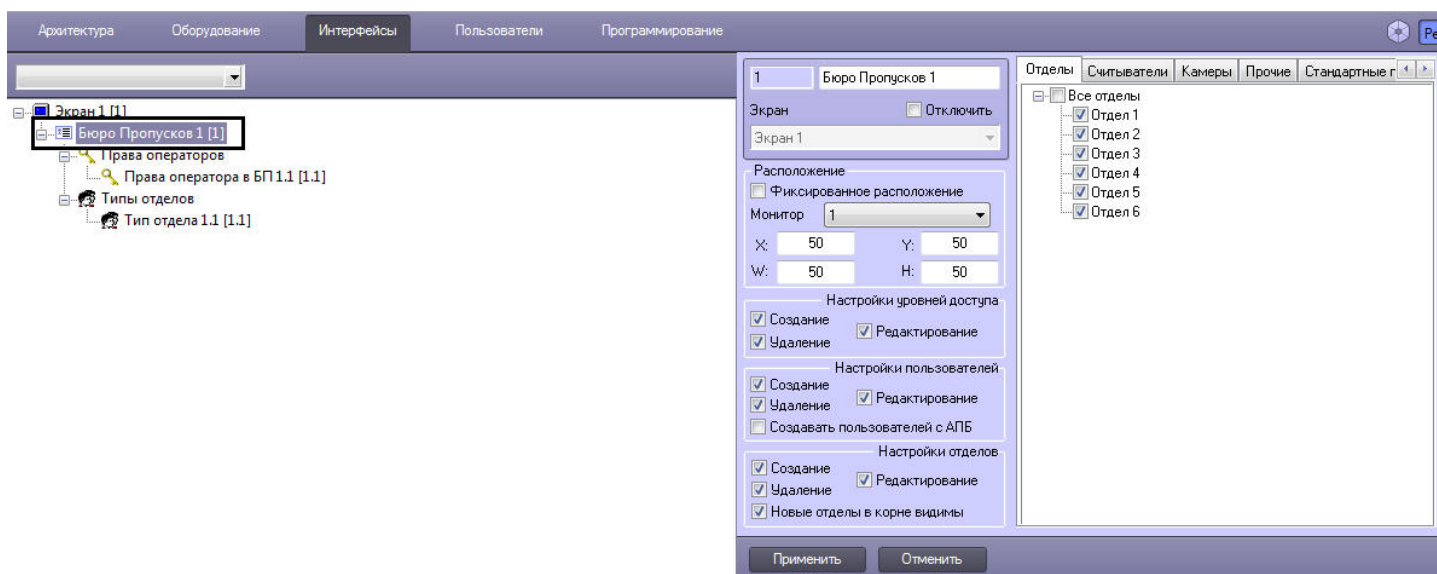 Архитектура Оборудование Интерфейсы Пользователи Программирование
Ре
Экран 1 [1]
Бюро Пропусков 1 [1]
Права операторов
Права оператора в БП 1.1 [1.1]
Типы отделов
Тип отдела 1.1 [1.1]
1 Бюро Пропусков 1
Экран Отключить
Экран 1
Расположение
Фиксированное расположение
Монитор 1
X: 50 Y: 50
W: 50 H: 50
Настройки уровней доступа
Создание
Редактирование
Удаление
Настройки пользователей
Создание
Редактирование
Удаление
Создавать пользователей с АПБ
Настройки отделов
Создание
Редактирование
Удаление
Новые отделы в корне видимы
Отделы Считыватели Камеры Прочие Стандартные г
Все отделы
Отдел 1
Отдел 2
Отдел 3
Отдел 4
Отдел 5
Отдел 6
Применить Отменить